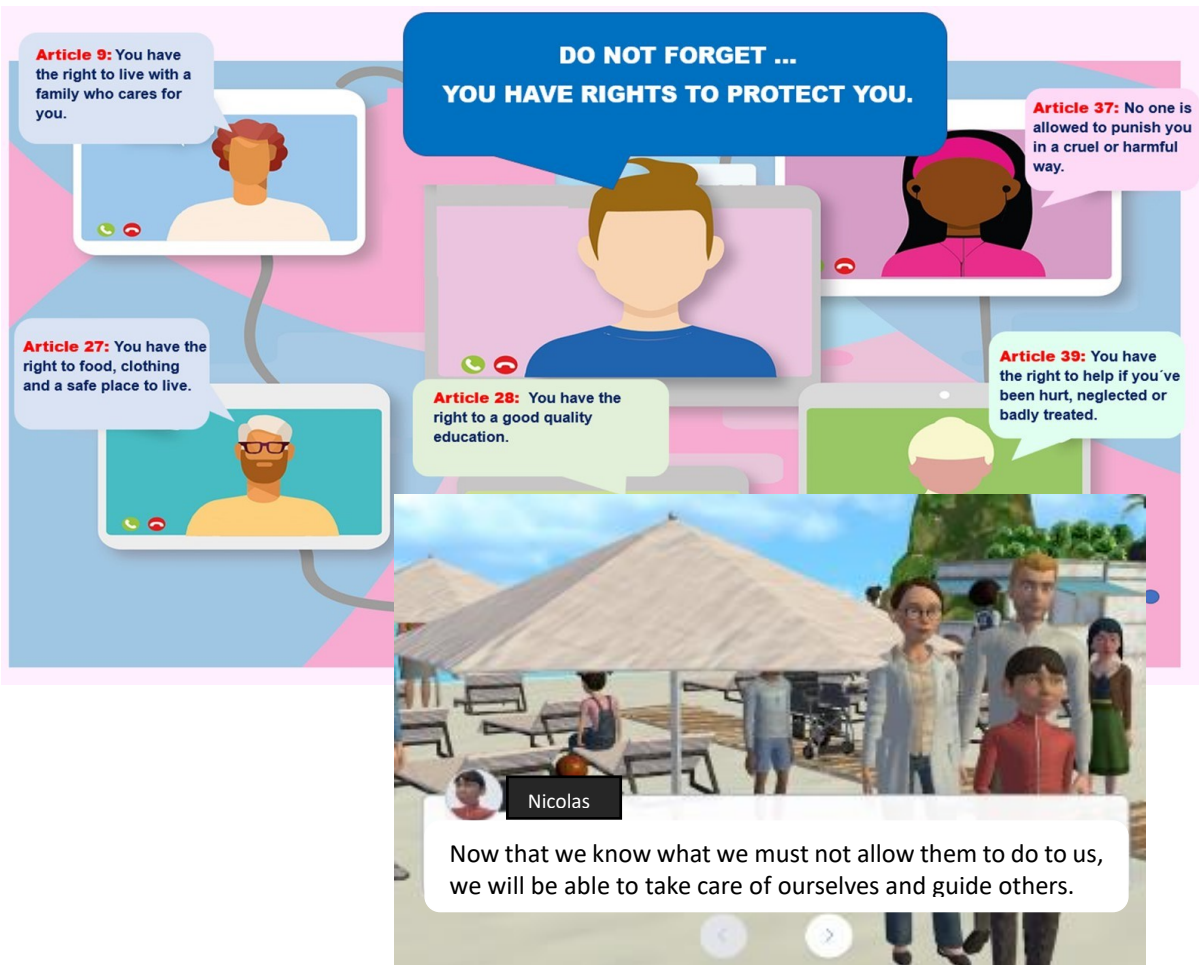 DO NOT FORGET ...
YOU HAVE RIGHTS TO PROTECT YOU.
Article 9: You have
the right to live with a
family who cares for
you.
Article 37: No one is
allowed to punish you
in a cruel or harmful
way.
Article 27: You have the
right to food, clothing
and a safe place to live.
Article 28: You have the
right to a good quality
education.
Article 39: You have
the right to help if you´ve
been hurt, neglected or
badly treated.
Nicolas
Now that we know what we must not allow them to do to us,
we will be able to take care of ourselves and guide others.